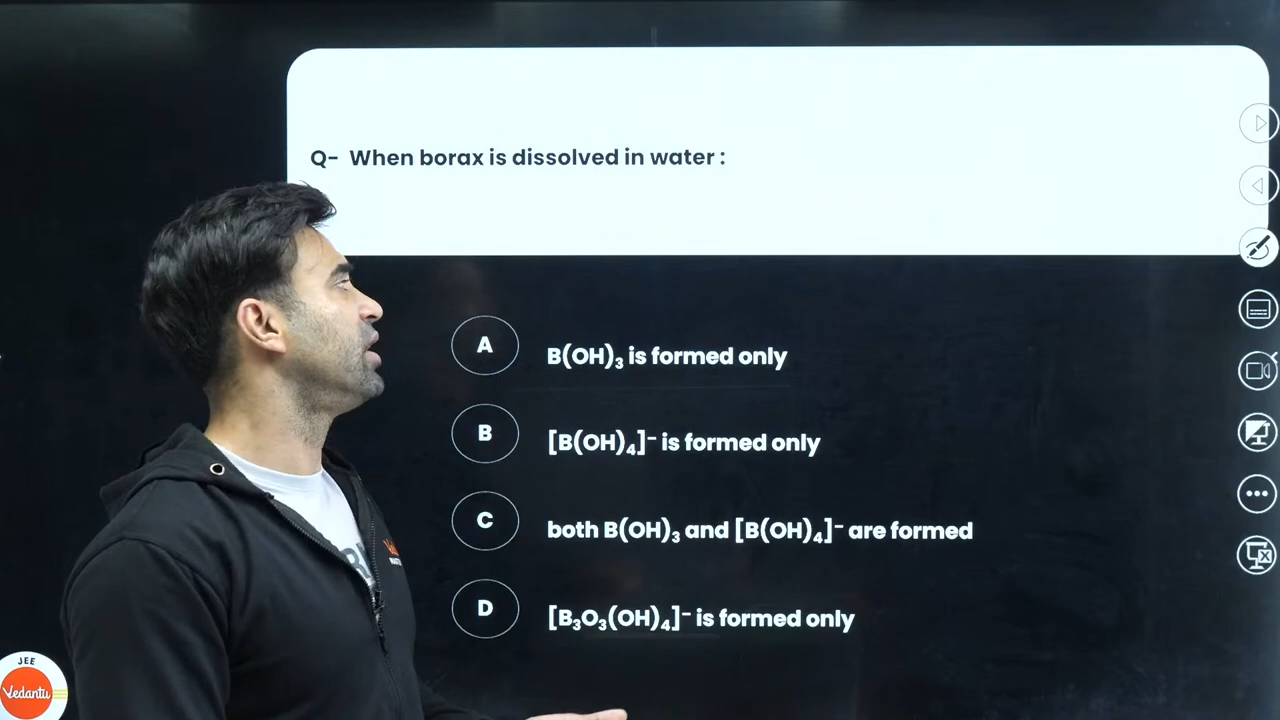 Q- When borax is dissolved in water :
A
B(OH)₃ is formed only
B
[B(OH)₄]⁻ is formed only
C
both B(OH)₃ and [B(OH)₄]⁻ are formed
D
[B₃O₃(OH)₄]⁻ is formed only
JEE
Vedantu